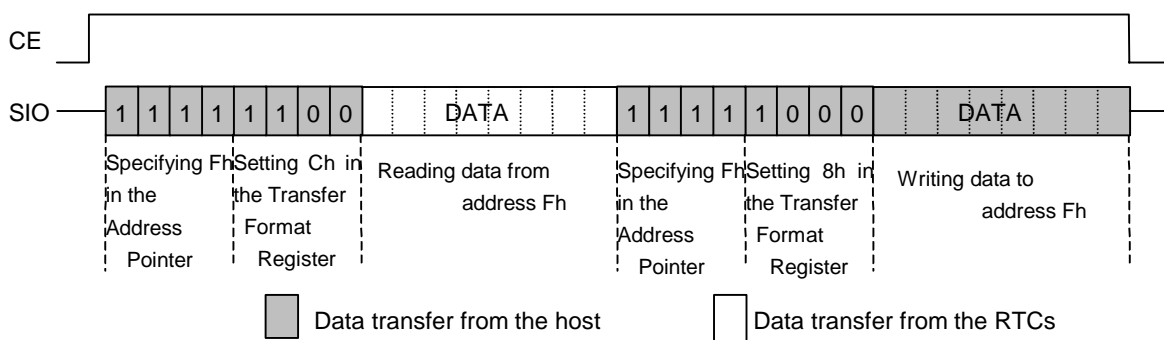 CE
SIO 1 1 1 1 1 1 0 0 DATA 1 1 1 1 1 0 0 0 DATA
Specifying Fh
in the
Address
Pointer
Setting Ch in
the Transfer
Format
Register
Reading data from
address Fh
Specifying Fh
in the
Address
Pointer
Setting 8h in
the Transfer
Format
Register
Writing data to
address Fh
Data transfer from the host
Data transfer from the RTCs